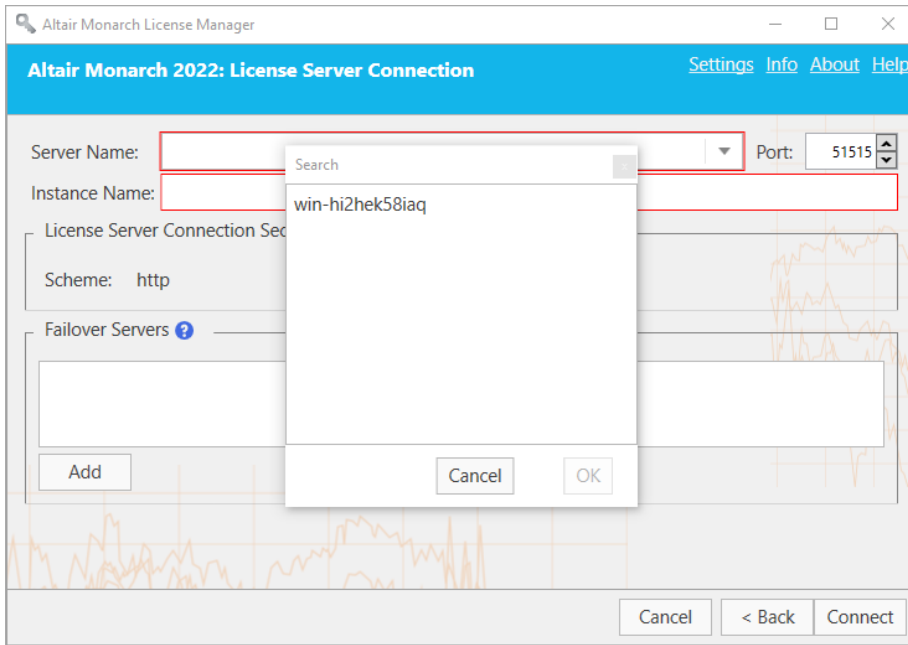 Altair Monarch License Manager
Altair Monarch 2022: License Server Connection
Settings Info About Help
Server Name:
Port: 51515
Search
Instance Name:
win-hi2hek58iaq
License Server Connection Sec
Scheme: http
Failover Servers ?
Add
Cancel OK
Cancel < Back Connect